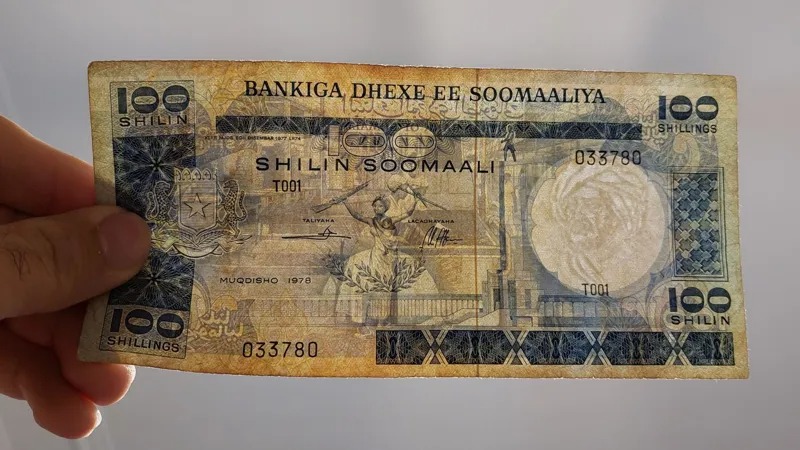 BANKIGA DHEXE EE SOOMAALIYA
100
SHILIN
100
SHILLINGS
100
SHILIN SOOMAALI
033780
T001
TALIYAHA
LACAGHAYAHA
MUQDISHO 1978
T001
100
SHILLINGS
033780
100
SHILIN